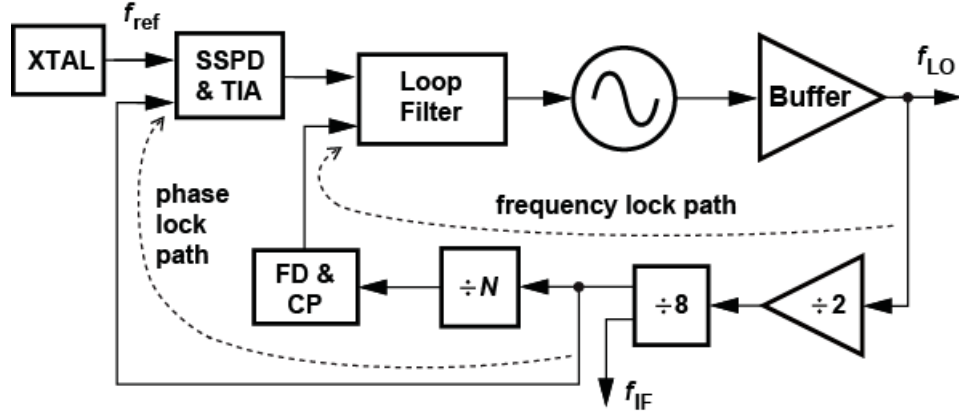 f_ref
XTAL
SSPD
& TIA
Loop
Filter
Buffer
f_LO
phase
lock
path
frequency lock path
FD &
CP
÷N
÷8
÷2
f_IF